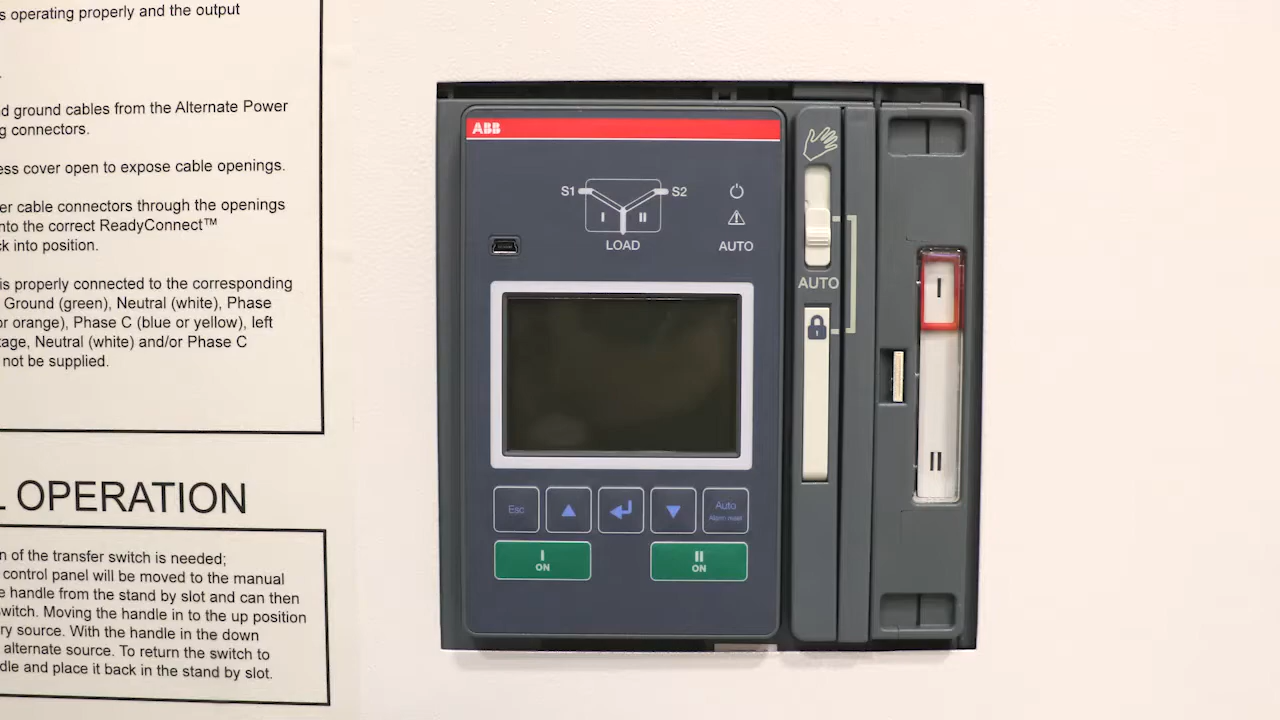 s operating properly and the output
d ground cables from the Alternate Power
g connectors.
ess cover open to expose cable openings.
er cable connectors through the openings
nto the correct ReadyConnect™
k into position.
is properly connected to the corresponding
Ground (green), Neutral (white), Phase
or orange), Phase C (blue or yellow), left
tage, Neutral (white) and/or Phase C
not be supplied.
L OPERATION
n of the transfer switch is needed;
control panel will be moved to the manual
e handle from the stand by slot and can then
switch. Moving the handle in to the up position
ry source. With the handle in the down
alternate source. To return the switch to
dle and place it back in the stand by slot.
ABB
S1 S2
I II
LOAD
AUTO
Esc
Auto
Alarm reset
I
ON
II
ON
AUTO
I
II